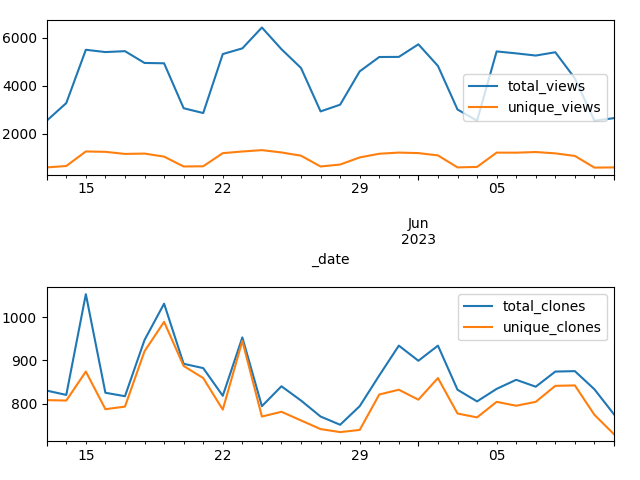 6000
4000
2000
total_views
unique_views
15
22
29
05
Jun
2023
_date
1000
900
800
total_clones
unique_clones
15
22
29
05